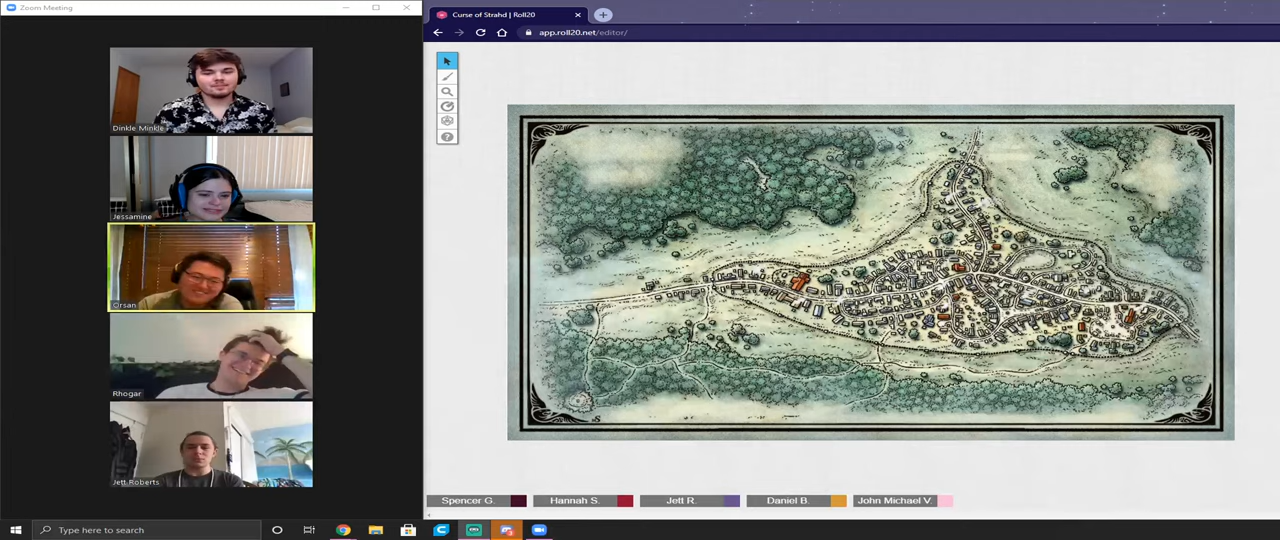 Zoom Meeting
Dinkle Minkle
Jessamine
Orsan
Rhogar
Jett Roberts
Curse of Strahd | Roll20
app.roll20.net/editor/
Spencer G.
Hannah S.
Jett R.
Daniel B.
John Michael V.
Type here to search